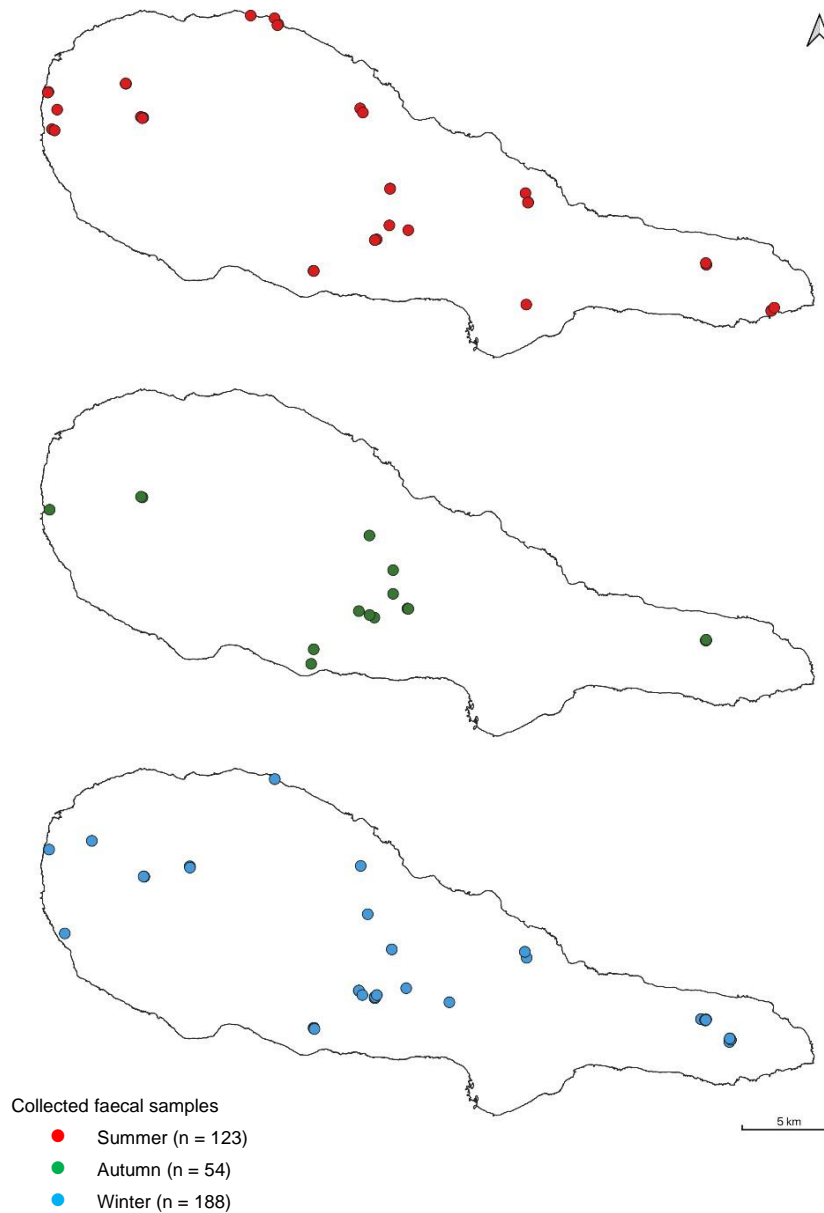 5 km
Collected faecal samples
Summer (n = 123)
Autumn (n = 54)
Winter (n = 188)